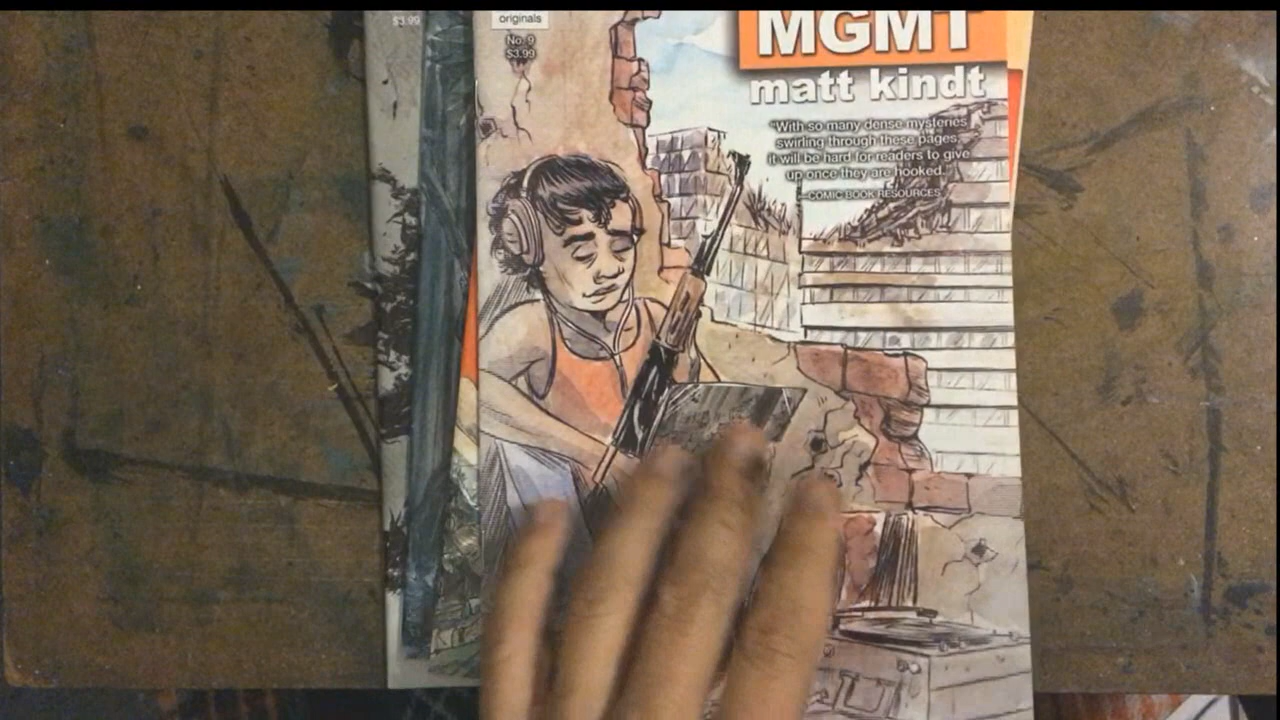 $3.99
originals
No. 9
$3.99
MGMT
matt kindt
"With so many dense mysteries
swirling through these pages,
it will be hard for readers to give
up once they are hooked."
—COMIC BOOK RESOURCES